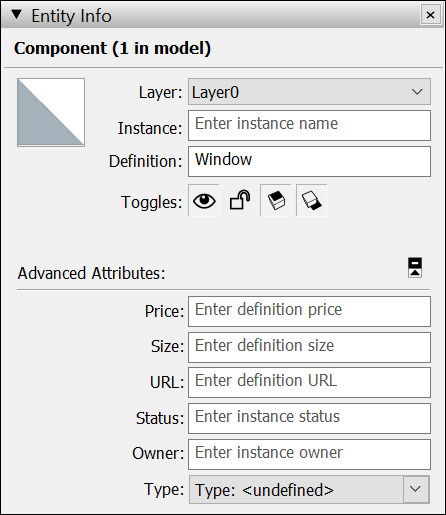 Entity Info
Component (1 in model)
Layer: Layer0
Instance: Enter instance name
Definition: Window
Toggles:
Advanced Attributes:
Price: Enter definition price
Size: Enter definition size
URL: Enter definition URL
Status: Enter instance status
Owner: Enter instance owner
Type: Type: <undefined>